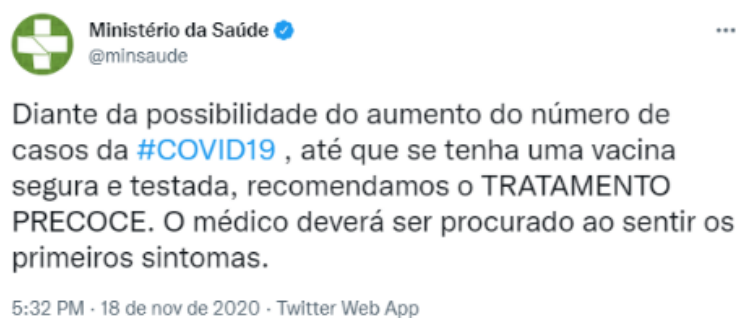 Ministério da Saúde
@minsaude
Diante da possibilidade do aumento do número de
casos da #COVID19 , até que se tenha uma vacina
segura e testada, recomendamos o TRATAMENTO
PRECOCE. O médico deverá ser procurado ao sentir os
primeiros sintomas.
5:32 PM · 18 de nov de 2020 · Twitter Web App